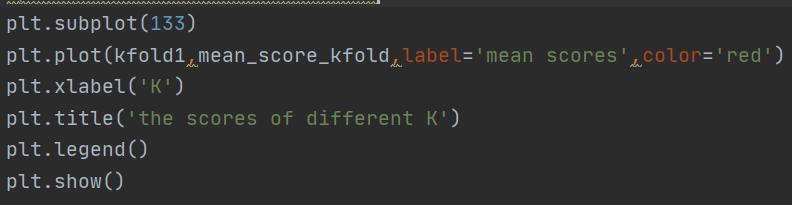 plt.subplot(133)
plt.plot(kfold1,mean_score_kfold,label='mean scores',color='red')
plt.xlabel('K')
plt.title('the scores of different K')
plt.legend()
plt.show()